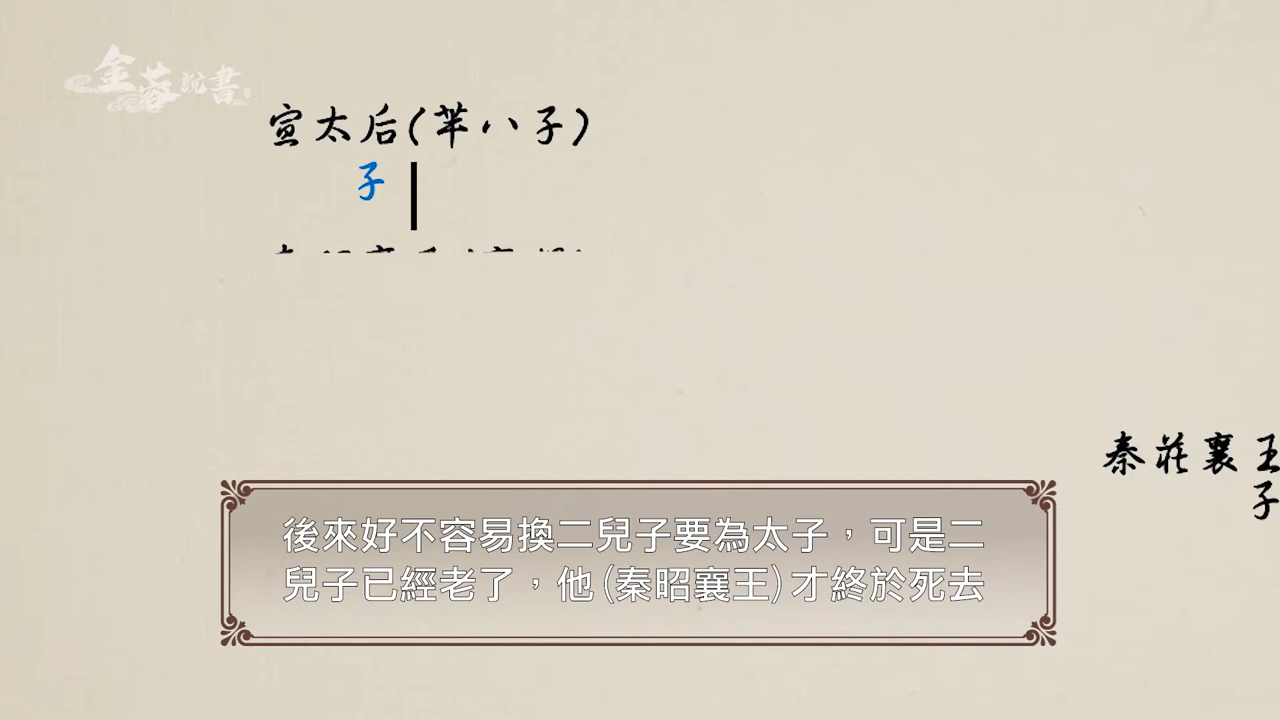 金蓉說書
宣太后(羋八子)
子
秦莊襄王
子
後來好不容易換二兒子要為太子，可是二
兒子已經老了，他(秦昭襄王)才終於死去